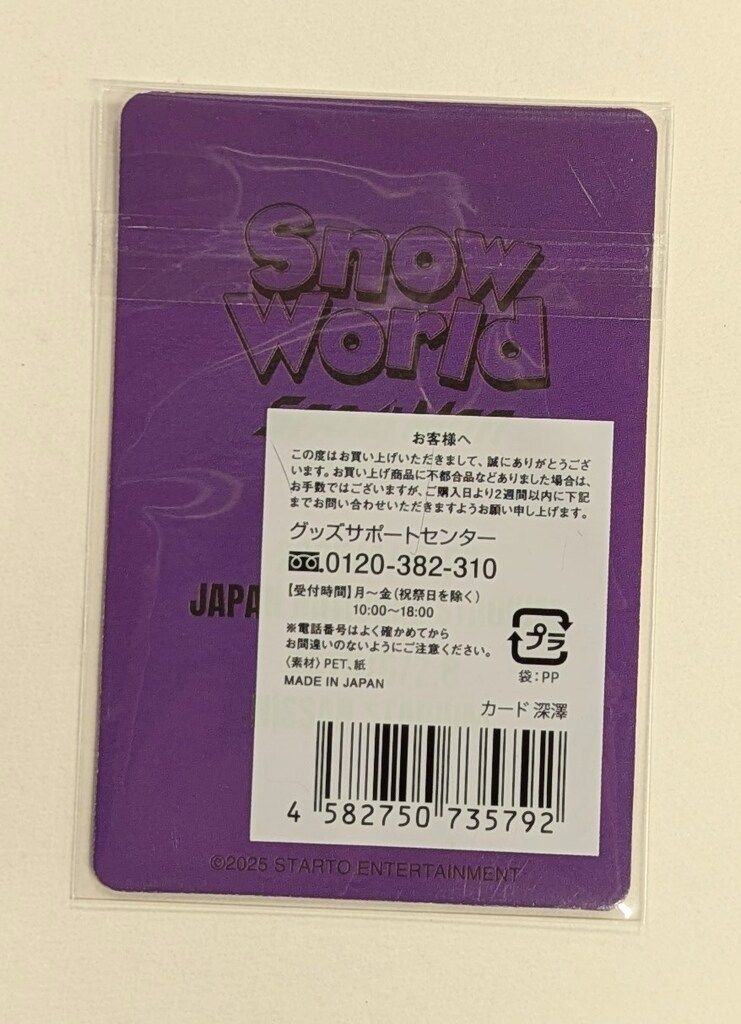 Snow
World
お客様へ
この度はお買い上げいただきまして、誠にありがとうござ
います。お買い上げ商品に不都合品などありました場合は、
お手数ではございますが、ご購入日より2週間以内に下記
までお問い合わせいただきますようお願い申し上げます。
グッズサポートセンター
0120-382-310
【受付時間】月〜金(祝祭日を除く)
10:00〜18:00
※電話番号はよく確かめてから
お間違いのないようにご注意ください。
〈素材〉PET、紙
MADE IN JAPAN
プラ
袋:PP
カード 深澤
4 582750 735792
©2025 STARTO ENTERTAINMENT